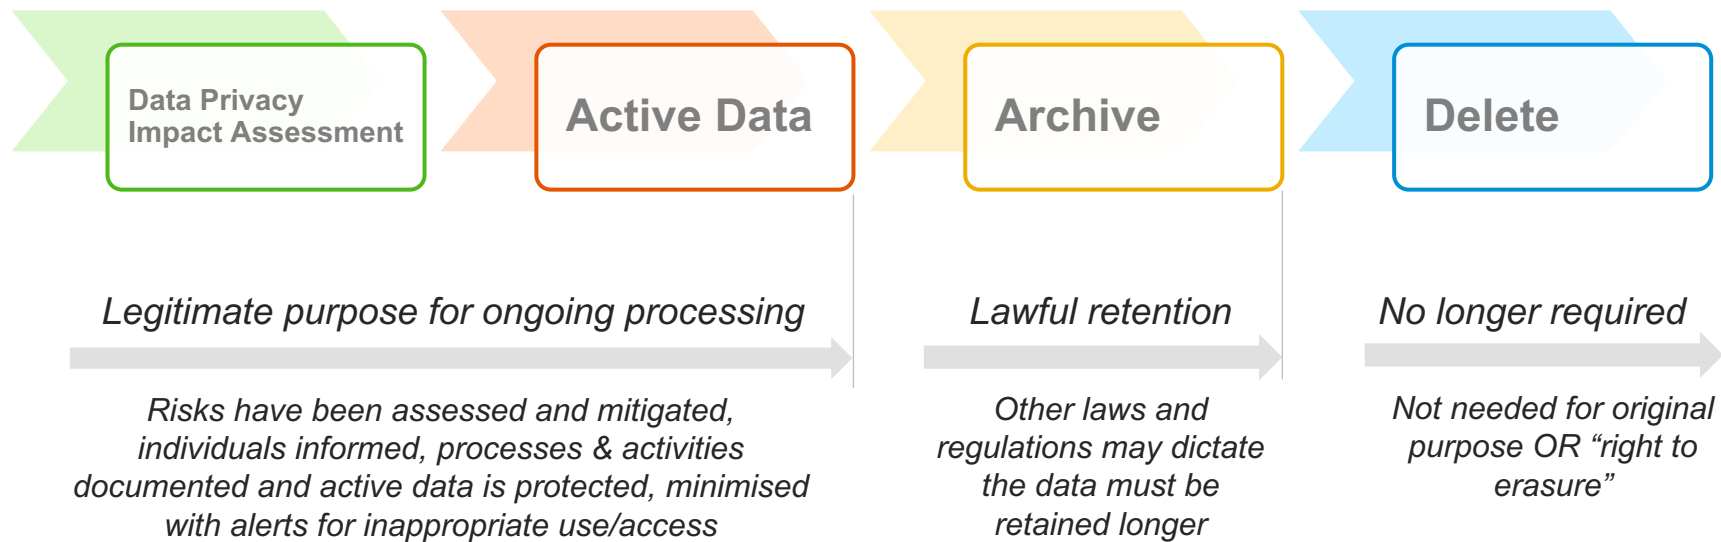 Data Privacy
Impact Assessment
Active Data
Archive
Delete
Legitimate purpose for ongoing processing
Risks have been assessed and mitigated,
individuals informed, processes & activities
documented and active data is protected, minimised
with alerts for inappropriate use/access
Lawful retention
Other laws and
regulations may dictate
the data must be
retained longer
No longer required
Not needed for original
purpose OR “right to
erasure”